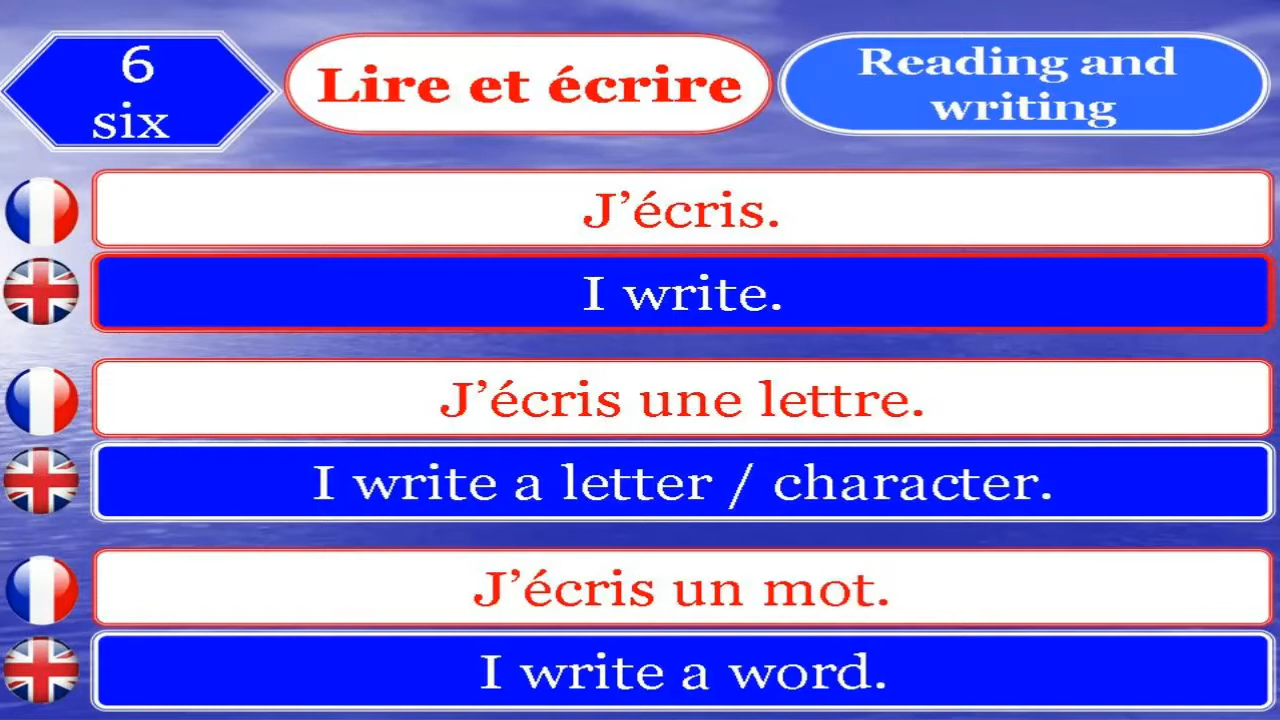 6
six
Lire et écrire
Reading and
writing
J’écris.
I write.
J’écris une lettre.
I write a letter / character.
J’écris un mot.
I write a word.